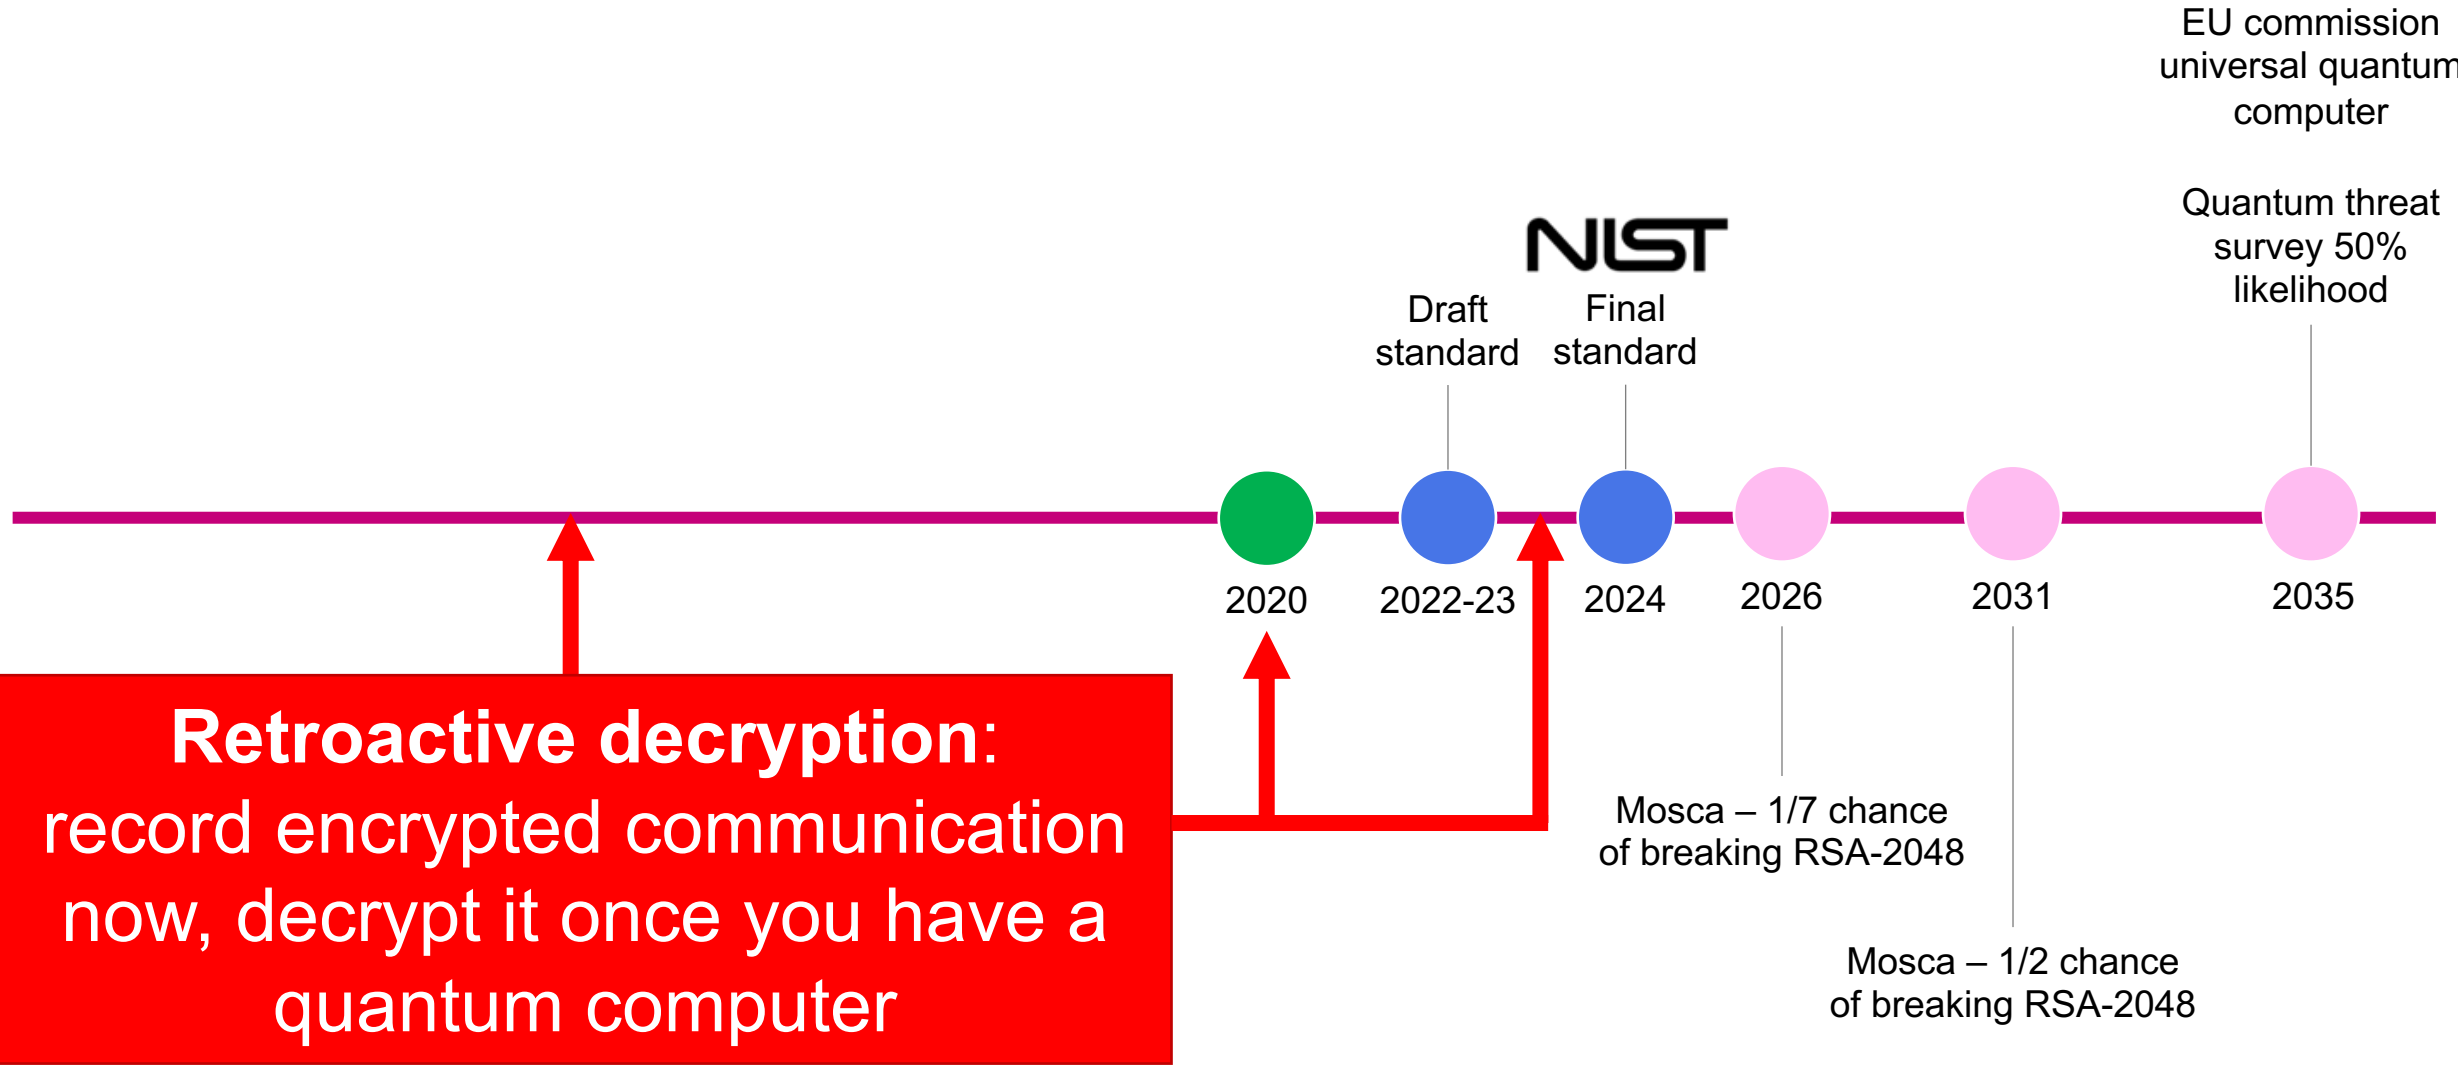 EU commission
universal quantum
computer
Quantum threat
survey 50%
likelihood
NIST
Draft
standard
Final
standard
2020
2022-23
2024
2026
2031
2035
Retroactive decryption:
record encrypted communication
now, decrypt it once you have a
quantum computer
Mosca – 1/7 chance
of breaking RSA-2048
Mosca – 1/2 chance
of breaking RSA-2048